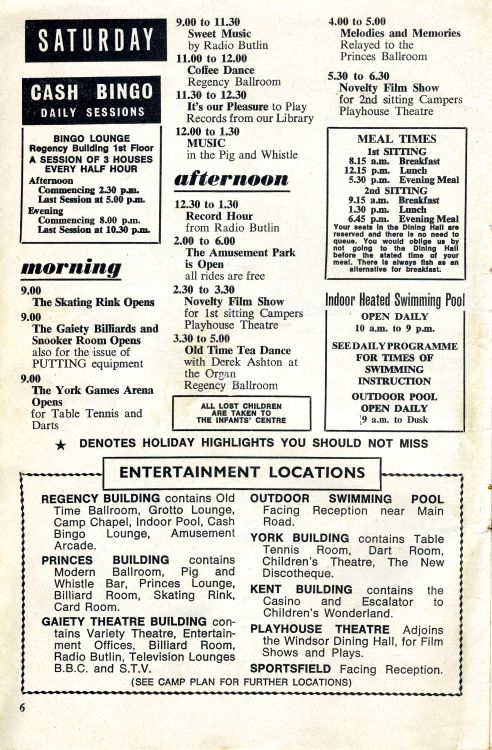 SATURDAY
CASH BINGO
DAILY SESSIONS
BINGO LOUNGE
Regency Building 1st Floor
A SESSION OF 3 HOUSES
EVERY HALF HOUR
Afternoon
Commencing 2.30 p.m.
Last Session at 5.00 p.m.
Evening
Commencing 8.00 p.m.
Last Session at 10.30 p.m.
morning
9.00
The Skating Rink Opens
9.00
The Gaiety Billiards and
Snooker Room Opens
also for the issue of
PUTTING equipment
9.00
The York Games Arena
Opens
for Table Tennis and
Darts
9.00 to 11.30
Sweet Music
by Radio Butlin
11.00 to 12.00
Coffee Dance
Regency Ballroom
11.30 to 12.30
It's our Pleasure to Play
Records from our Library
12.00 to 1.30
MUSIC
in the Pig and Whistle
afternoon
12.30 to 1.30
Record Hour
from Radio Butlin
2.00 to 6.00
The Amusement Park
is Open
all rides are free
2.30 to 3.30
Novelty Film Show
for 1st sitting Campers
Playhouse Theatre
3.30 to 5.00
Old Time Tea Dance
with Derek Ashton at
the Organ
Regency Ballroom
ALL LOST CHILDREN
ARE TAKEN TO
THE INFANTS' CENTRE
4.00 to 5.00
Melodies and Memories
Relayed to the
Princes Ballroom
5.30 to 6.30
Novelty Film Show
for 2nd sitting Campers
Playhouse Theatre
MEAL TIMES
1st SITTING
8.15 a.m. Breakfast
12.15 p.m. Lunch
5.30 p.m. Evening Meal
2nd SITTING
9.15 a.m. Breakfast
1.30 p.m. Lunch
6.45 p.m. Evening Meal
Your seats in the Dining Hall are
reserved and there is no need to
queue. You would oblige us by
not going to the Dining Hall
before the stated time of your
meal. There is always fish as an
alternative for breakfast.
Indoor Heated Swimming Pool
OPEN DAILY
10 a.m. to 9 p.m.
SEE DAILY PROGRAMME
FOR TIMES OF
SWIMMING
INSTRUCTION
OUTDOOR POOL
OPEN DAILY
9 a.m. to Dusk
★ DENOTES HOLIDAY HIGHLIGHTS YOU SHOULD NOT MISS
ENTERTAINMENT LOCATIONS
REGENCY BUILDING contains Old
Time Ballroom, Grotto Lounge,
Camp Chapel, Indoor Pool, Cash
Bingo Lounge, Amusement
Arcade.
PRINCES BUILDING contains
Modern Ballroom, Pig and
Whistle Bar, Princes Lounge,
Billiard Room, Skating Rink,
Card Room.
GAIETY THEATRE BUILDING con-
tains Variety Theatre, Entertain-
ment Offices, Billiard Room,
Radio Butlin, Television Lounges
B.B.C. and S.T.V.
OUTDOOR SWIMMING POOL
Facing Reception near Main
Road.
YORK BUILDING contains Table
Tennis Room, Dart Room,
Children's Theatre, The New
Discotheque.
KENT BUILDING contains the
Casino and Escalator to
Children's Wonderland.
PLAYHOUSE THEATRE Adjoins
the Windsor Dining Hall, for Film
Shows and Plays.
SPORTSFIELD Facing Reception.
(SEE CAMP PLAN FOR FURTHER LOCATIONS)
6